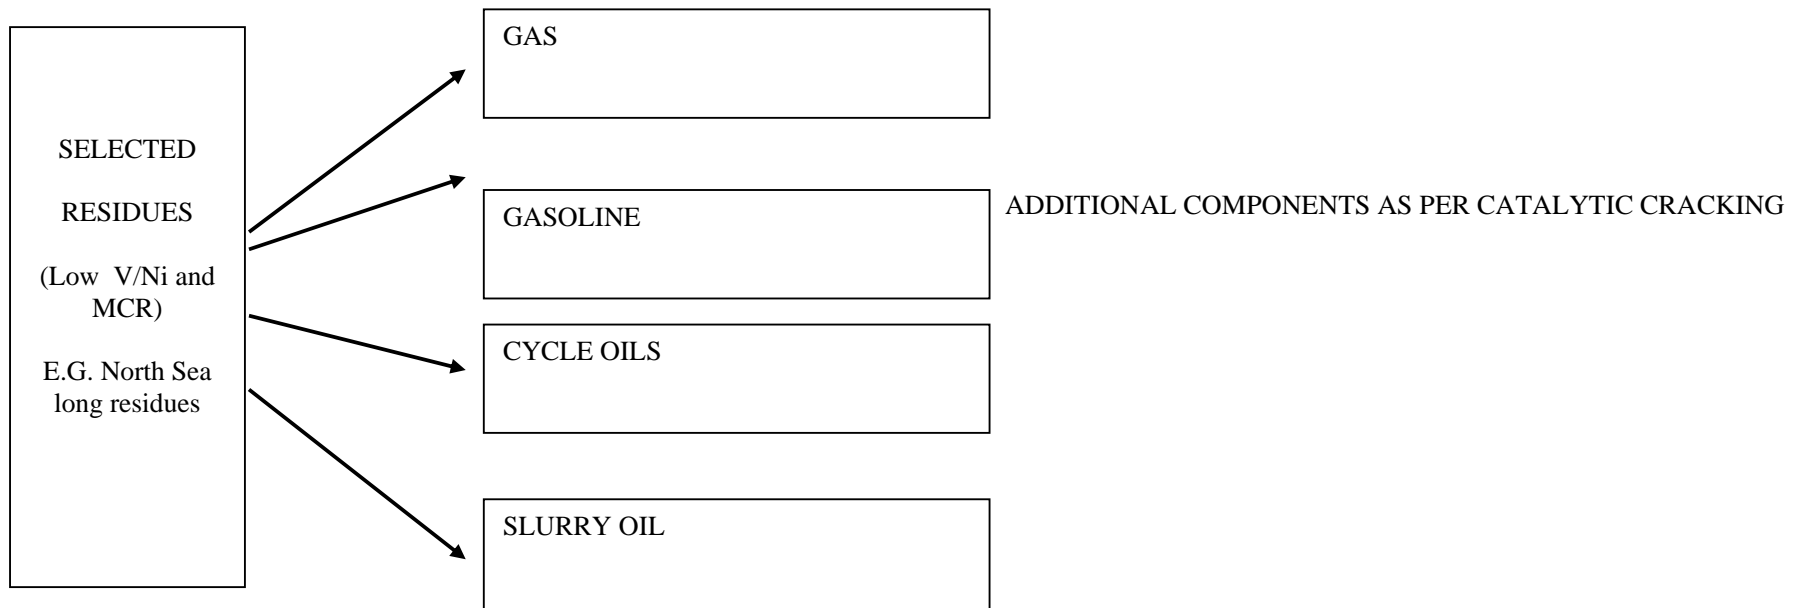 SELECTED
RESIDUES
(Low V/Ni and
MCR)
E.G. North Sea
long residues
GAS
GASOLINE
ADDITIONAL COMPONENTS AS PER CATALYTIC CRACKING
CYCLE OILS
SLURRY OIL